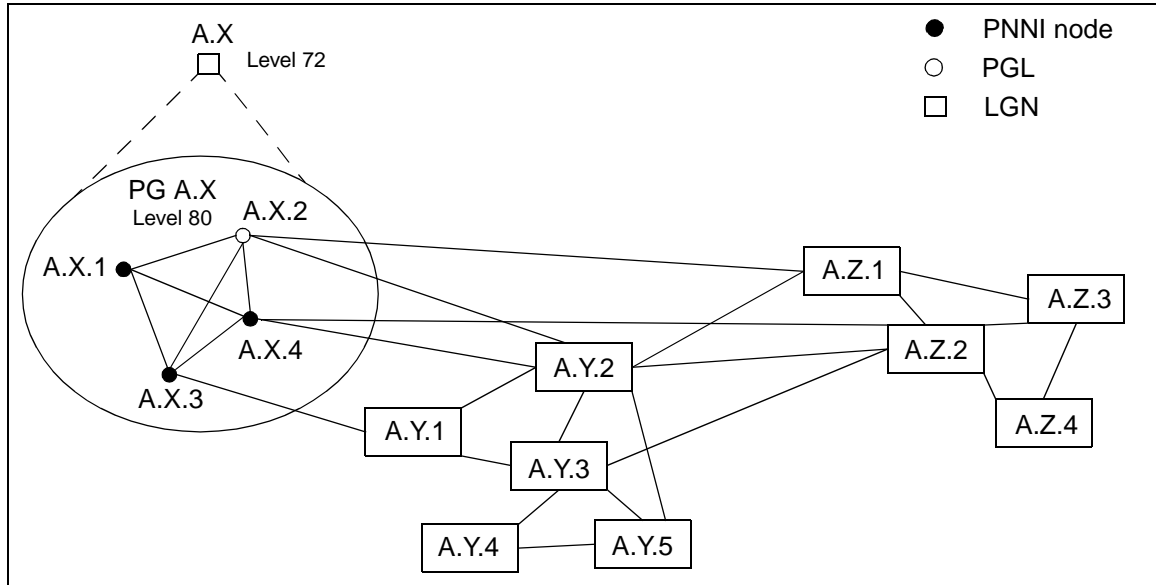 A.X
Level 72
PNNI node
PGL
LGN
PG A.X
Level 80
A.X.2
A.X.1
A.X.4
A.X.3
A.Z.1
A.Z.3
A.Z.2
A.Y.2
A.Z.4
A.Y.1
A.Y.3
A.Y.4
A.Y.5